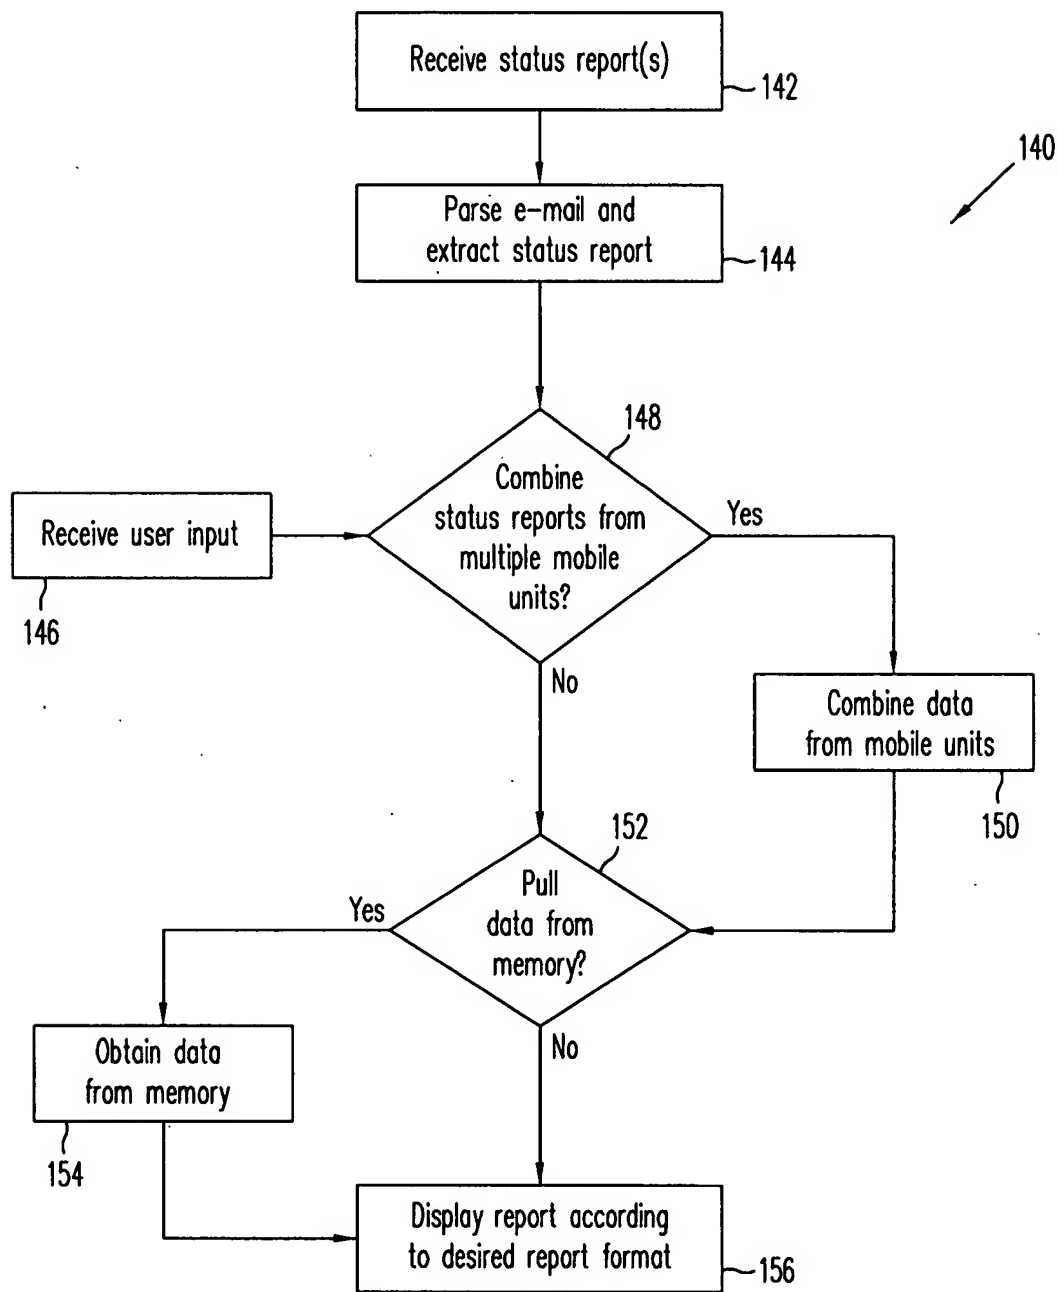 Receive status report(s)
142
140
Parse e-mail and
extract status report
144
148
Combine
status reports from
multiple mobile
units?
Yes
Receive user input
146
No
Combine data
from mobile units
150
152
Pull
data from
memory?
Yes
No
Obtain data
from memory
154
Display report according
to desired report format
156